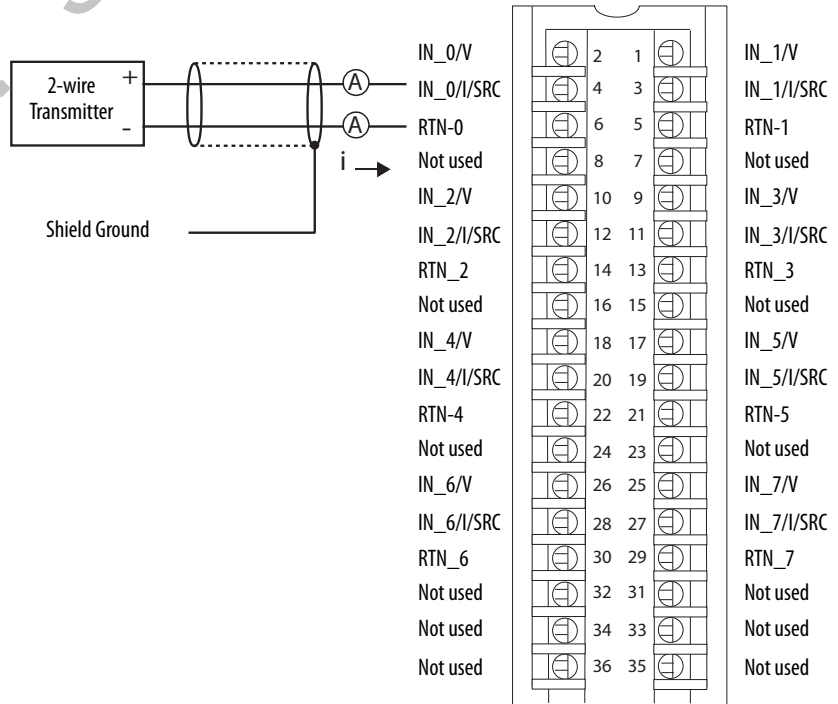 IN_0/V 2 1 IN_1/V
2-wire Transmitter + A IN_0/I/SRC 4 3 IN_1/I/SRC
- A RTN-0 6 5 RTN-1
i Not used 8 7 Not used
IN_2/V 10 9 IN_3/V
Shield Ground IN_2/I/SRC 12 11 IN_3/I/SRC
RTN_2 14 13 RTN_3
Not used 16 15 Not used
IN_4/V 18 17 IN_5/V
IN_4/I/SRC 20 19 IN_5/I/SRC
RTN-4 22 21 RTN-5
Not used 24 23 Not used
IN_6/V 26 25 IN_7/V
IN_6/I/SRC 28 27 IN_7/I/SRC
RTN_6 30 29 RTN_7
Not used 32 31 Not used
Not used 34 33 Not used
Not used 36 35 Not used